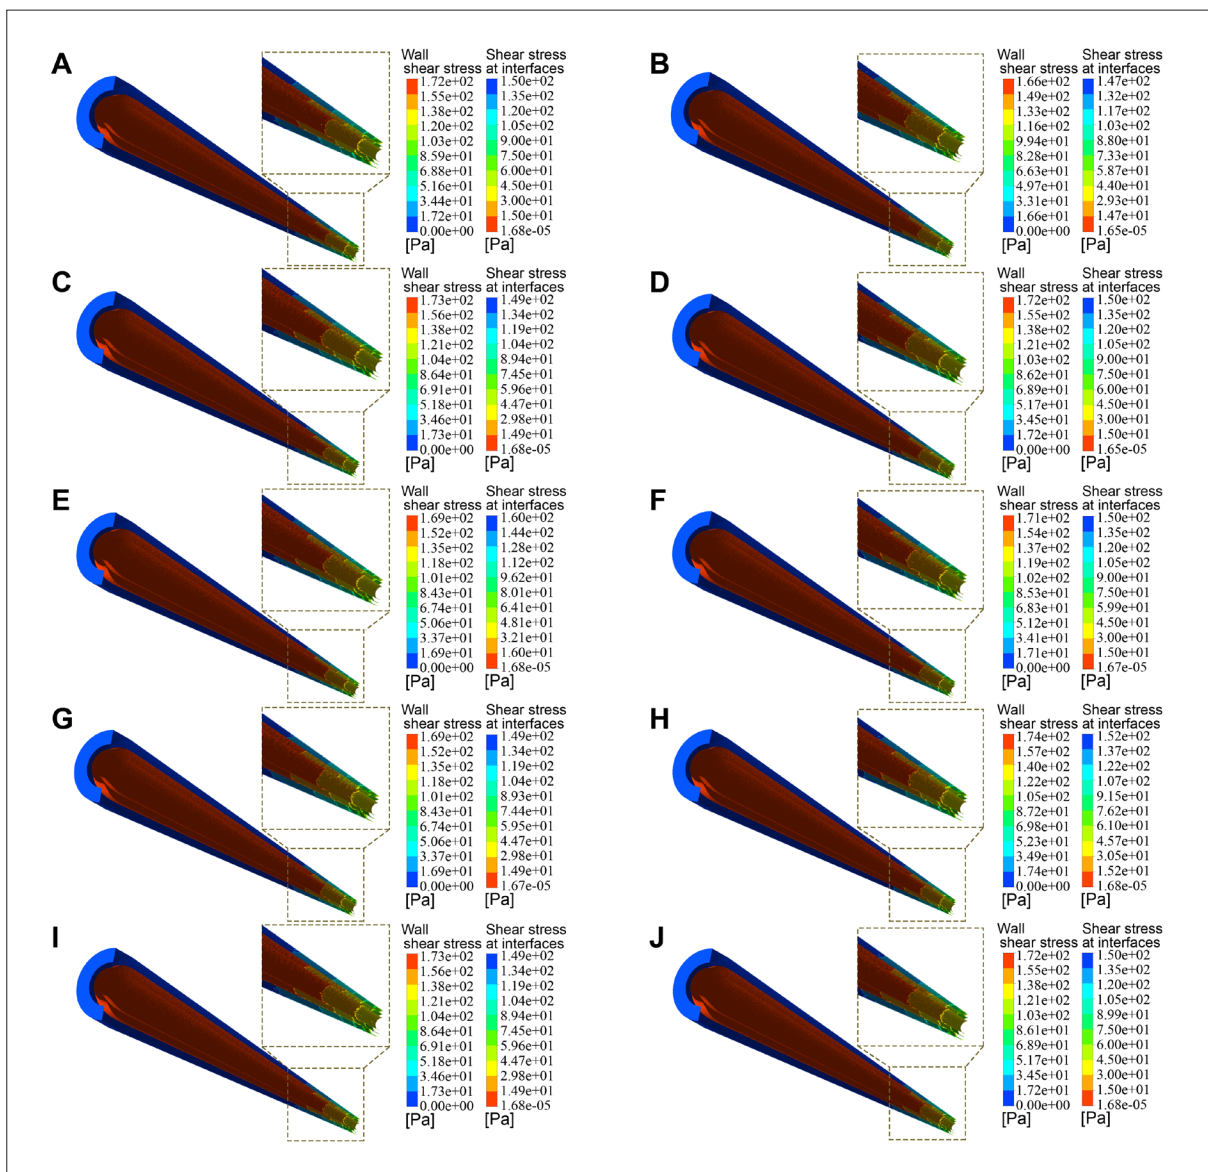 A
Wall
shear stress
1.72e+02
1.55e+02
1.38e+02
1.20e+02
1.03e+02
8.59e+01
6.88e+01
5.16e+01
3.44e+01
1.72e+01
0.00e+00
[Pa]
Shear stress
at interfaces
1.50e+02
1.35e+02
1.20e+02
1.05e+02
9.00e+01
7.50e+01
6.00e+01
4.50e+01
3.00e+01
1.50e+01
1.68e-05
[Pa]
B
Wall
shear stress
1.66e+02
1.49e+02
1.33e+02
1.16e+02
9.94e+01
8.28e+01
6.63e+01
4.97e+01
3.31e+01
1.66e+01
0.00e+00
[Pa]
Shear stress
at interfaces
1.47e+02
1.32e+02
1.17e+02
1.03e+02
8.80e+01
7.33e+01
5.87e+01
4.40e+01
2.93e+01
1.47e+01
1.65e-05
[Pa]
C
Wall
shear stress
1.73e+02
1.56e+02
1.38e+02
1.21e+02
1.04e+02
8.64e+01
6.91e+01
5.18e+01
3.46e+01
1.73e+01
0.00e+00
[Pa]
Shear stress
at interfaces
1.49e+02
1.34e+02
1.19e+02
1.04e+02
8.94e+01
7.45e+01
5.96e+01
4.47e+01
2.98e+01
1.49e+01
1.68e-05
[Pa]
D
Wall
shear stress
1.72e+02
1.55e+02
1.38e+02
1.21e+02
1.03e+02
8.62e+01
6.89e+01
5.17e+01
3.45e+01
1.72e+01
0.00e+00
[Pa]
Shear stress
at interfaces
1.50e+02
1.35e+02
1.20e+02
1.05e+02
9.00e+01
7.50e+01
6.00e+01
4.50e+01
3.00e+01
1.50e+01
1.65e-05
[Pa]
E
Wall
shear stress
1.69e+02
1.52e+02
1.35e+02
1.18e+02
1.01e+02
8.43e+01
6.74e+01
5.06e+01
3.37e+01
1.69e+01
0.00e+00
[Pa]
Shear stress
at interfaces
1.60e+02
1.44e+02
1.28e+02
1.12e+02
9.62e+01
8.01e+01
6.41e+01
4.81e+01
3.21e+01
1.60e+01
1.68e-05
[Pa]
F
Wall
shear stress
1.71e+02
1.54e+02
1.37e+02
1.19e+02
1.02e+02
8.53e+01
6.83e+01
5.12e+01
3.41e+01
1.71e+01
0.00e+00
[Pa]
Shear stress
at interfaces
1.50e+02
1.35e+02
1.20e+02
1.05e+02
9.00e+01
7.50e+01
5.99e+01
4.50e+01
3.00e+01
1.50e+01
1.67e-05
[Pa]
G
Wall
shear stress
1.69e+02
1.52e+02
1.35e+02
1.18e+02
1.01e+02
8.43e+01
6.74e+01
5.06e+01
3.37e+01
1.69e+01
0.00e+00
[Pa]
Shear stress
at interfaces
1.49e+02
1.34e+02
1.19e+02
1.04e+02
8.93e+01
7.44e+01
5.95e+01
4.47e+01
2.98e+01
1.49e+01
1.67e-05
[Pa]
H
Wall
shear stress
1.74e+02
1.57e+02
1.40e+02
1.22e+02
1.05e+02
8.72e+01
6.98e+01
5.23e+01
3.49e+01
1.74e+01
0.00e+00
[Pa]
Shear stress
at interfaces
1.52e+02
1.37e+02
1.22e+02
1.07e+02
9.15e+01
7.62e+01
6.10e+01
4.57e+01
3.05e+01
1.52e+01
1.68e-05
[Pa]
I
Wall
shear stress
1.73e+02
1.56e+02
1.38e+02
1.21e+02
1.04e+02
8.64e+01
6.91e+01
5.18e+01
3.46e+01
1.73e+01
0.00e+00
[Pa]
Shear stress
at interfaces
1.49e+02
1.34e+02
1.19e+02
1.04e+02
8.94e+01
7.45e+01
5.96e+01
4.47e+01
2.98e+01
1.49e+01
1.68e-05
[Pa]
J
Wall
shear stress
1.72e+02
1.55e+02
1.38e+02
1.21e+02
1.03e+02
8.61e+01
6.89e+01
5.17e+01
3.45e+01
1.72e+01
0.00e+00
[Pa]
Shear stress
at interfaces
1.50e+02
1.35e+02
1.20e+02
1.05e+02
8.99e+01
7.50e+01
6.00e+01
4.50e+01
3.00e+01
1.50e+01
1.68e-05
[Pa]